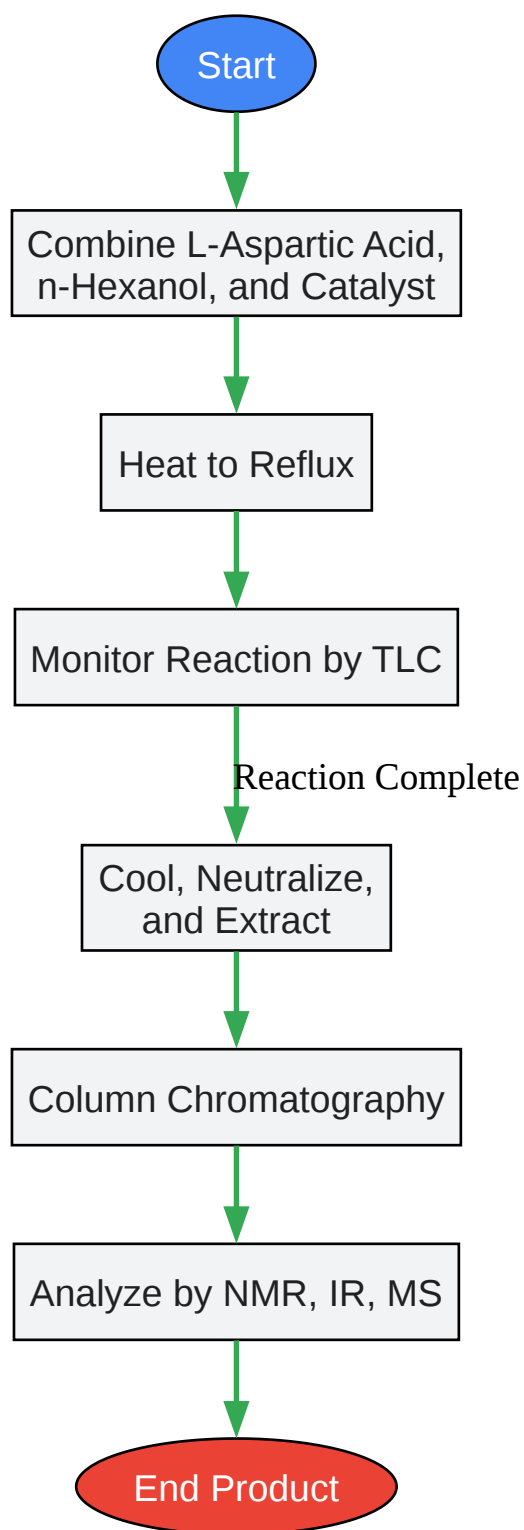 Start
Combine L-Aspartic Acid,
n-Hexanol, and Catalyst
Heat to Reflux
Monitor Reaction by TLC
Reaction Complete
Cool, Neutralize,
and Extract
Column Chromatography
Analyze by NMR, IR, MS
End Product